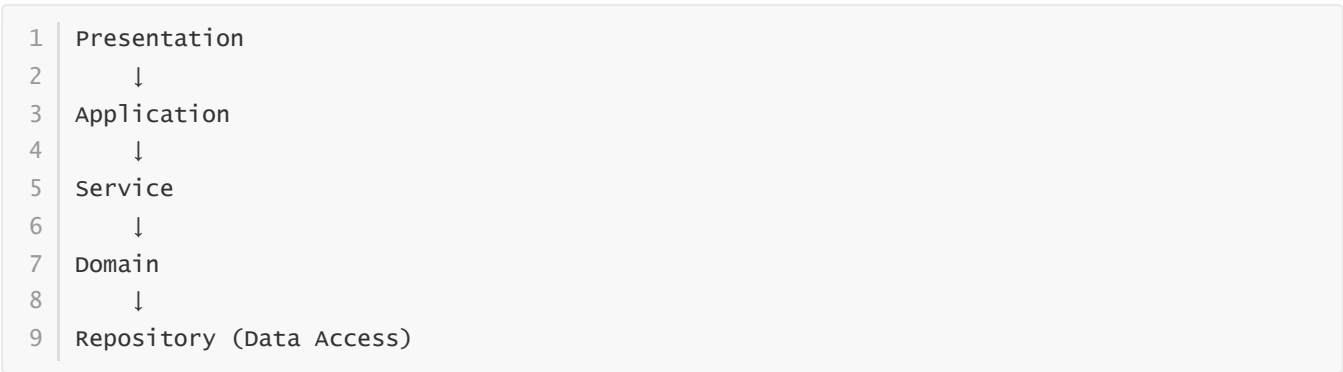 1 Presentation
2     ↓
3 Application
4     ↓
5 Service
6     ↓
7 Domain
8     ↓
9 Repository (Data Access)